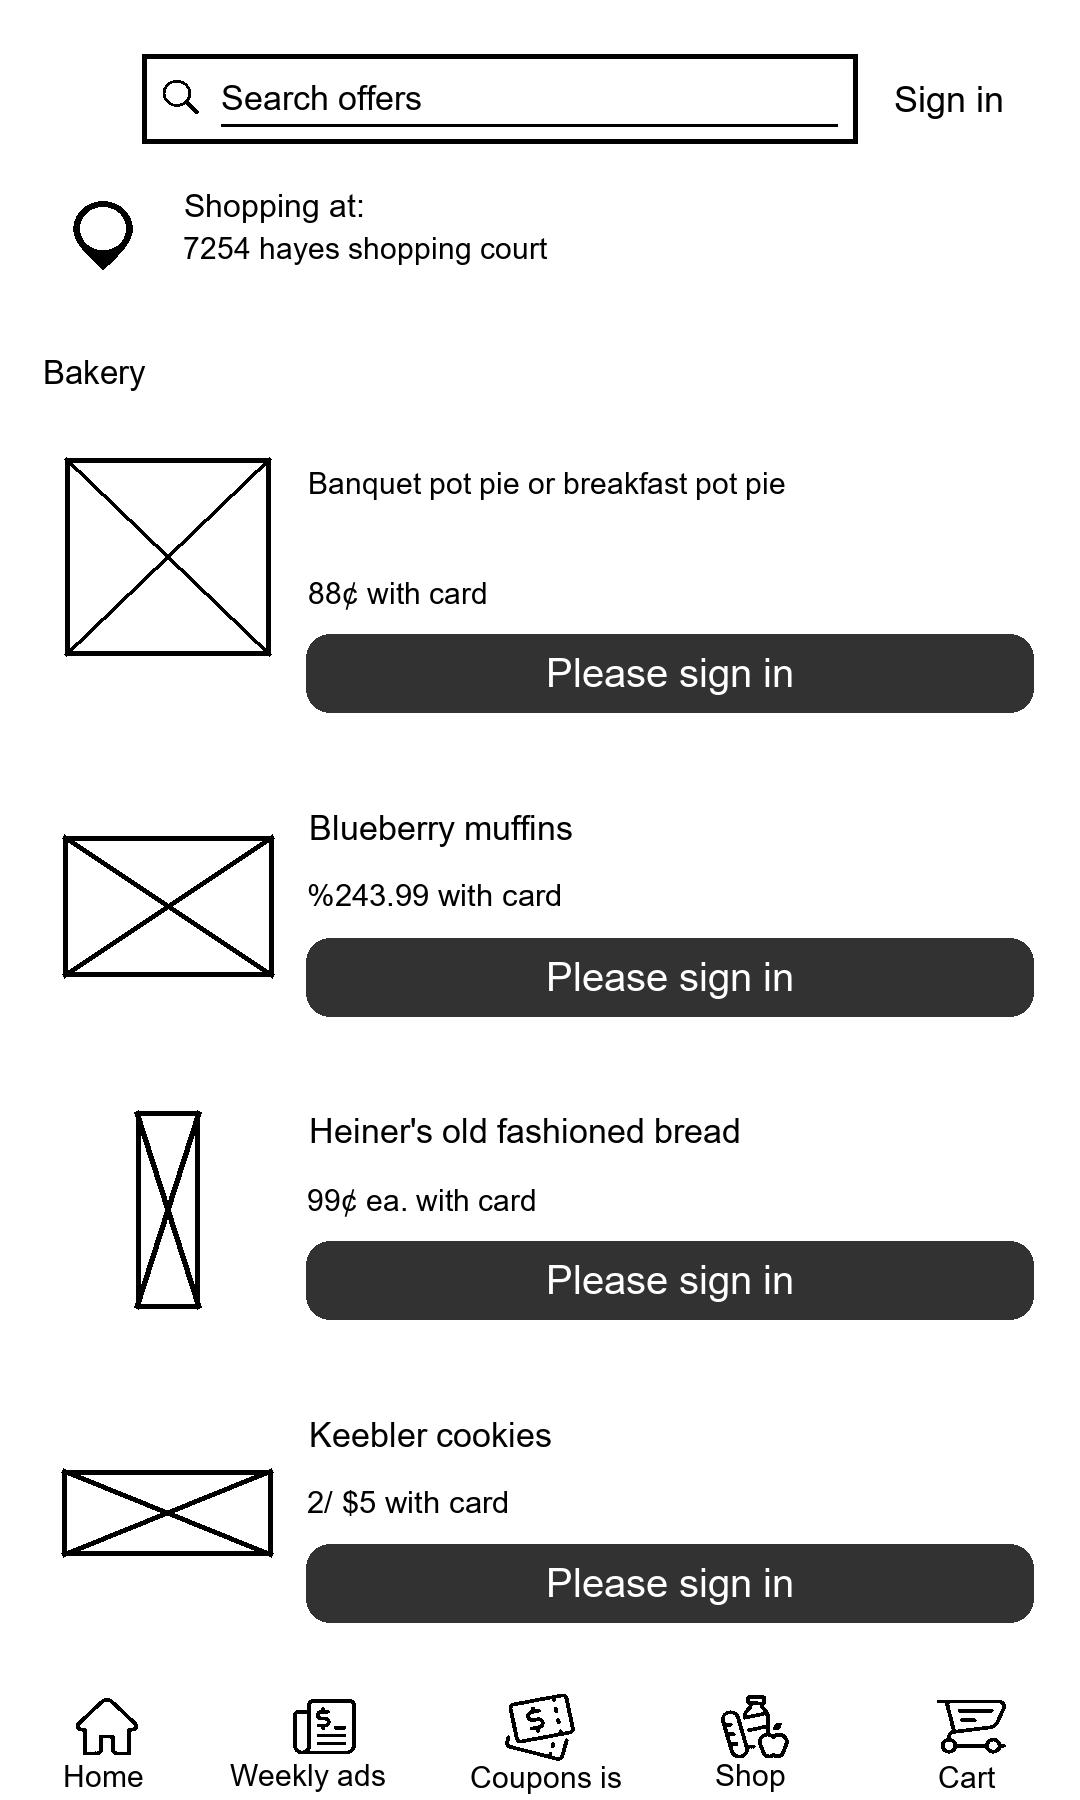 Search offers
Sign in
Shopping at:
7254 hayes shopping court
Bakery
Banquet pot pie or breakfast pot pie
88¢ with card
Please sign in
Blueberry muffins
%243.99 with card
Please sign in
Heiner's old fashioned bread
99¢ ea. with card
Please sign in
Keebler cookies
2/ $5 with card
Please sign in
Home
Weekly ads
Coupons is
Shop
Cart